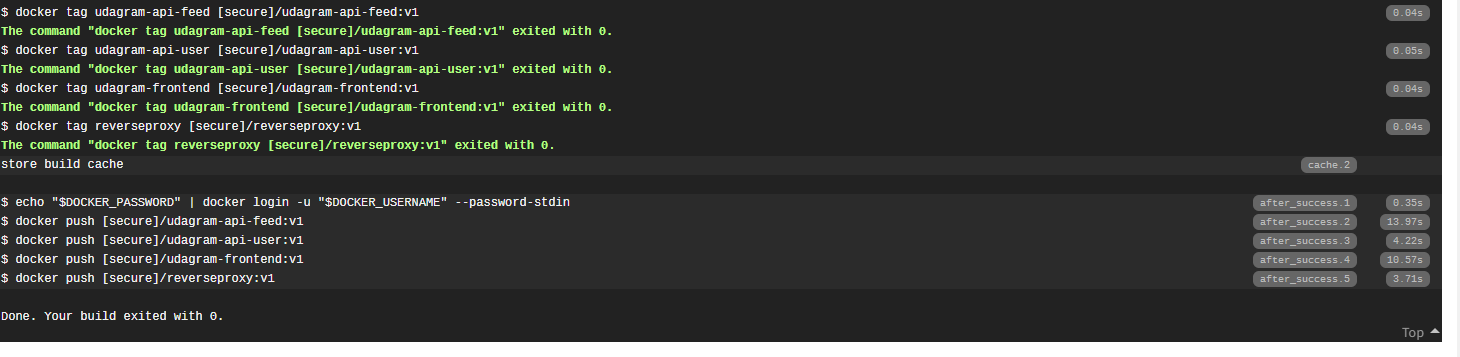 $ docker tag udagram-api-feed [secure]/udagram-api-feed:v1 0.04s
The command "docker tag udagram-api-feed [secure]/udagram-api-feed:v1" exited with 0.
$ docker tag udagram-api-user [secure]/udagram-api-user:v1 0.05s
The command "docker tag udagram-api-user [secure]/udagram-api-user:v1" exited with 0.
$ docker tag udagram-frontend [secure]/udagram-frontend:v1 0.04s
The command "docker tag udagram-frontend [secure]/udagram-frontend:v1" exited with 0.
$ docker tag reverseproxy [secure]/reverseproxy:v1 0.04s
The command "docker tag reverseproxy [secure]/reverseproxy:v1" exited with 0.
store build cache cache.2
$ echo "$DOCKER_PASSWORD" | docker login -u "$DOCKER_USERNAME" --password-stdin after_success.1 0.35s
$ docker push [secure]/udagram-api-feed:v1 after_success.2 13.97s
$ docker push [secure]/udagram-api-user:v1 after_success.3 4.22s
$ docker push [secure]/udagram-frontend:v1 after_success.4 10.57s
$ docker push [secure]/reverseproxy:v1 after_success.5 3.71s
Done. Your build exited with 0.
Top